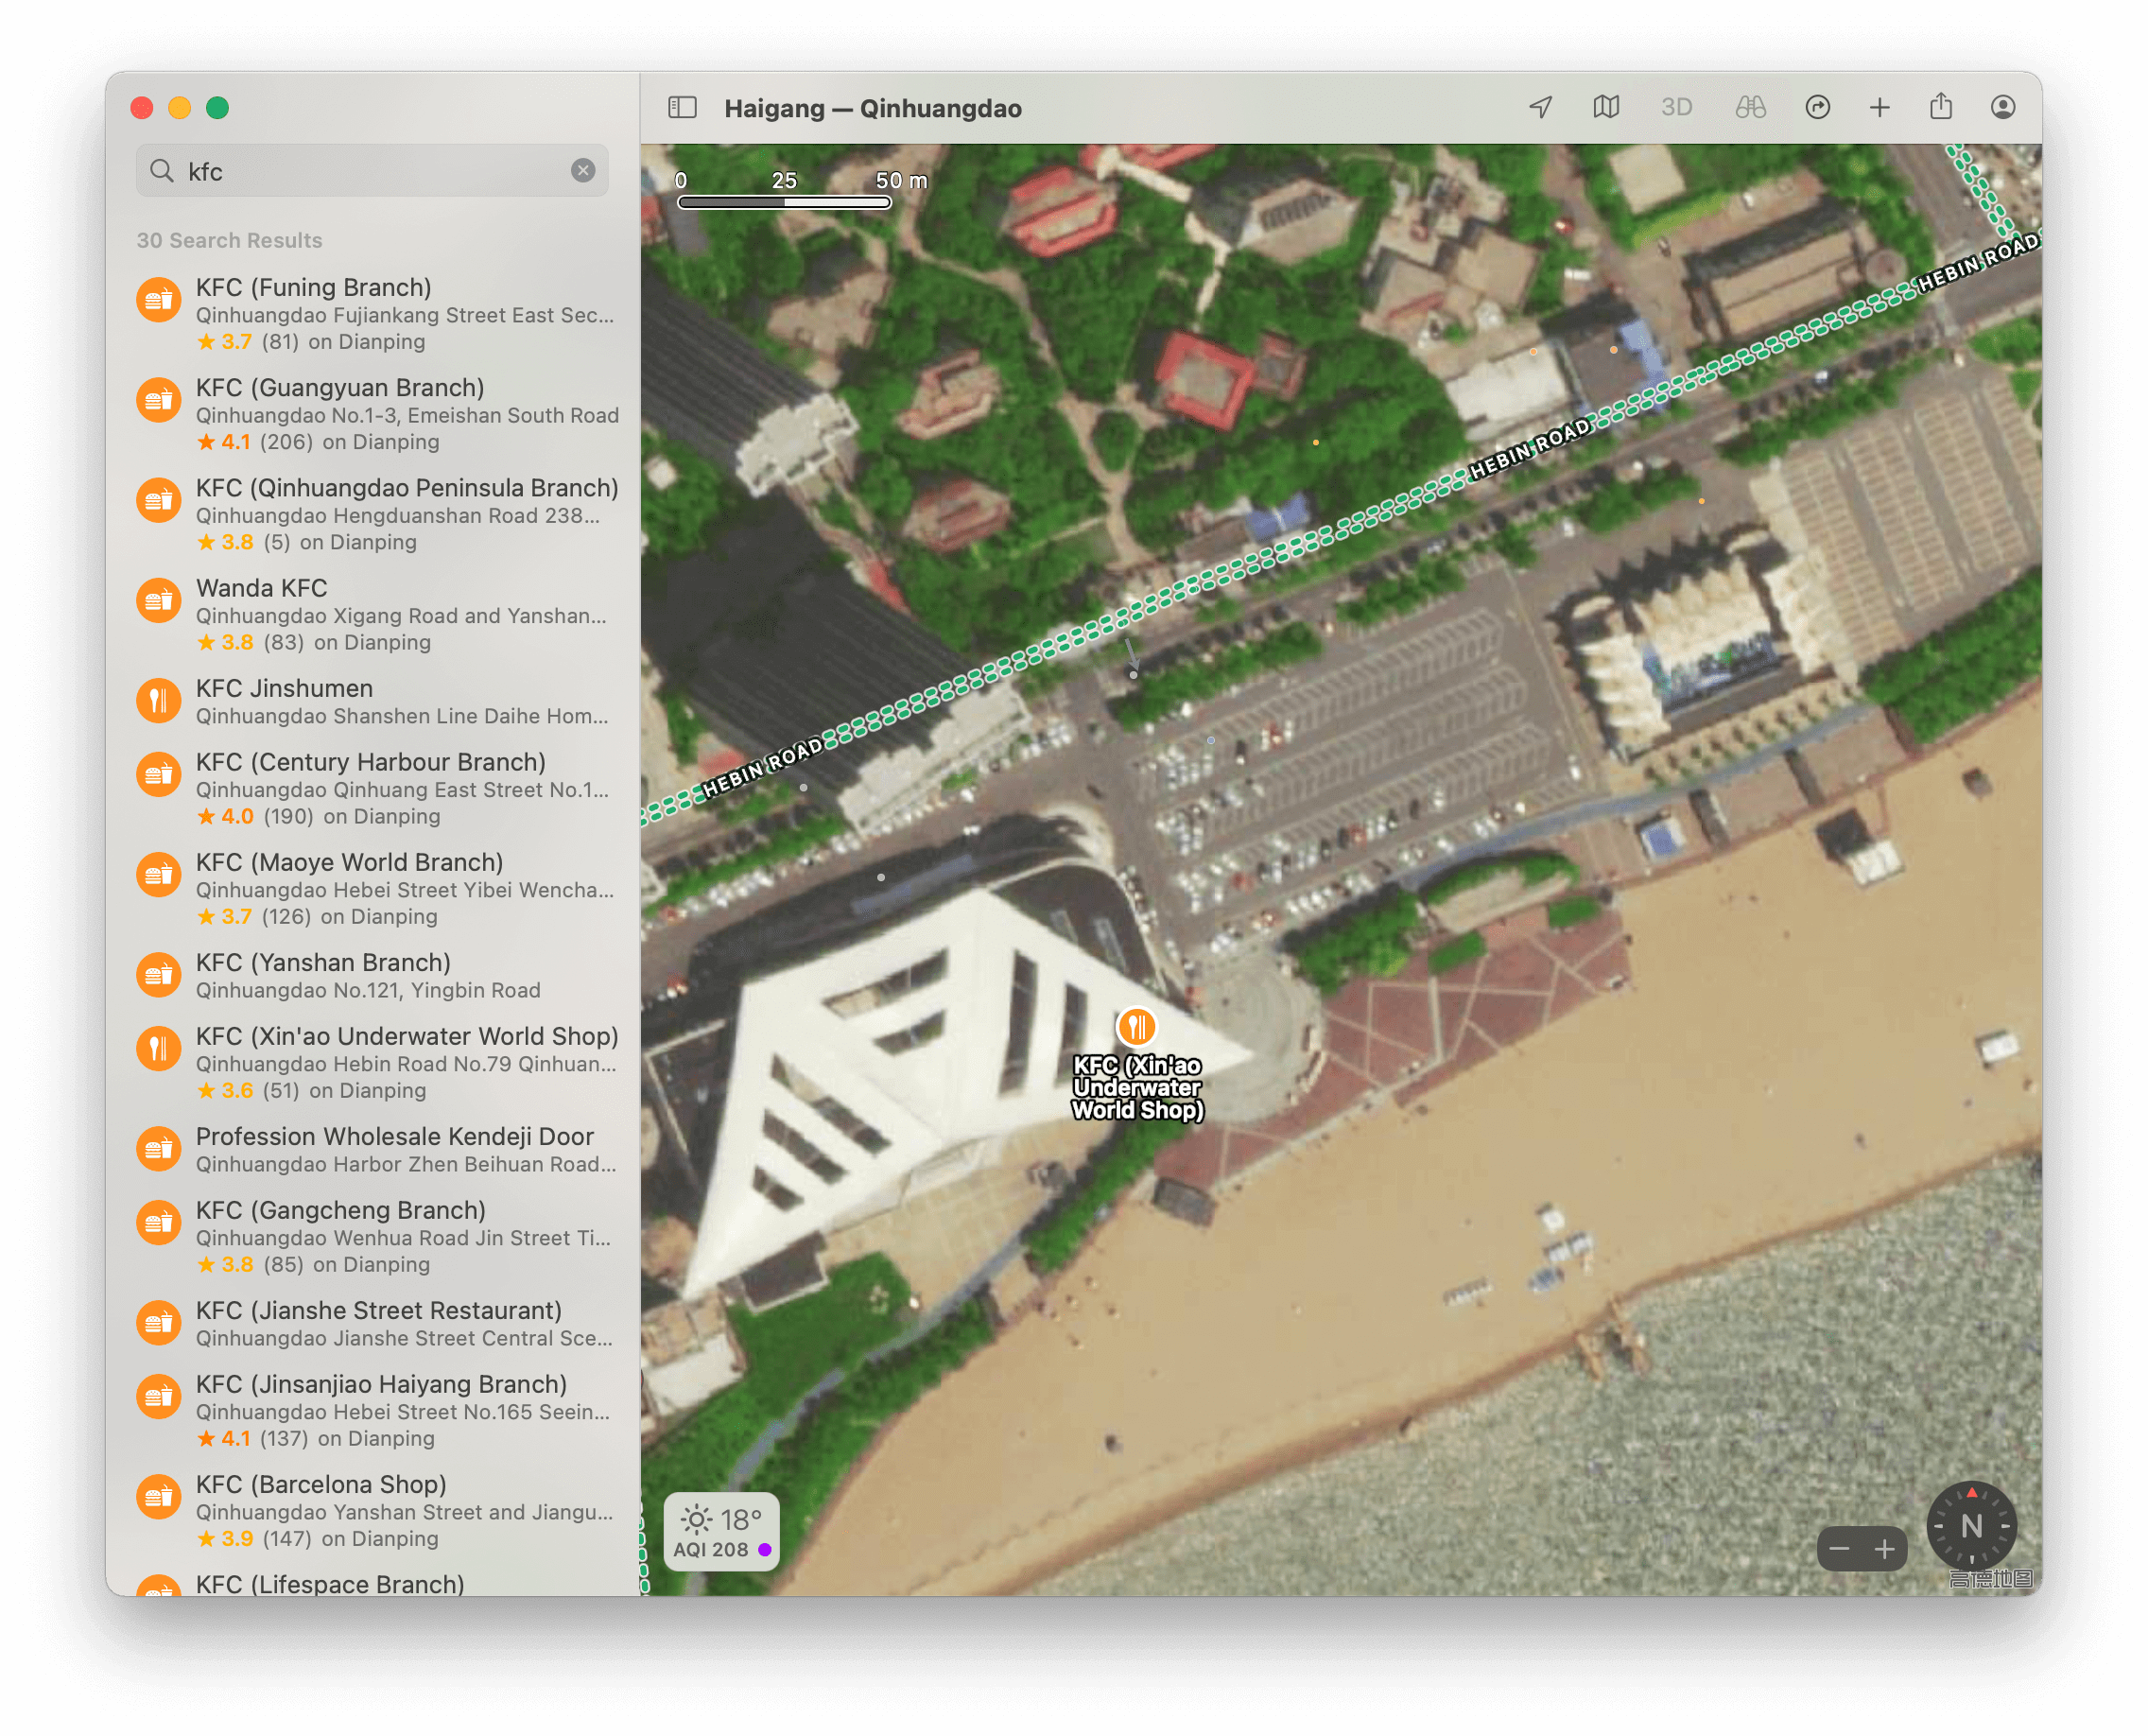 kfc
30 Search Results
KFC (Funing Branch)
Qinhuangdao Fujiankang Street East Sec...
★ 3.7 (81) on Dianping
KFC (Guangyuan Branch)
Qinhuangdao No.1-3, Emeishan South Road
★ 4.1 (206) on Dianping
KFC (Qinhuangdao Peninsula Branch)
Qinhuangdao Hengduanshan Road 238...
★ 3.8 (5) on Dianping
Wanda KFC
Qinhuangdao Xigang Road and Yanshan...
★ 3.8 (83) on Dianping
KFC Jinshumen
Qinhuangdao Shanshen Line Daihe Hom...
KFC (Century Harbour Branch)
Qinhuangdao Qinhuang East Street No.1...
★ 4.0 (190) on Dianping
KFC (Maoye World Branch)
Qinhuangdao Hebei Street Yibei Wencha...
★ 3.7 (126) on Dianping
KFC (Yanshan Branch)
Qinhuangdao No.121, Yingbin Road
KFC (Xin'ao Underwater World Shop)
Qinhuangdao Hebin Road No.79 Qinhuan...
★ 3.6 (51) on Dianping
Profession Wholesale Kendeji Door
Qinhuangdao Harbor Zhen Beihuan Road...
KFC (Gangcheng Branch)
Qinhuangdao Wenhua Road Jin Street Ti...
★ 3.8 (85) on Dianping
KFC (Jianshe Street Restaurant)
Qinhuangdao Jianshe Street Central Sce...
KFC (Jinsanjiao Haiyang Branch)
Qinhuangdao Hebei Street No.165 Seein...
★ 4.1 (137) on Dianping
KFC (Barcelona Shop)
Qinhuangdao Yanshan Street and Jiangu...
★ 3.9 (147) on Dianping
KFC (Lifespace Branch)
Haigang — Qinhuangdao
3D
0 25 50 m
HEBIN ROAD
HEBIN ROAD
HEBIN ROAD
KFC (Xin'ao
Underwater
World Shop)
18°
AQI 208
N
高德地图